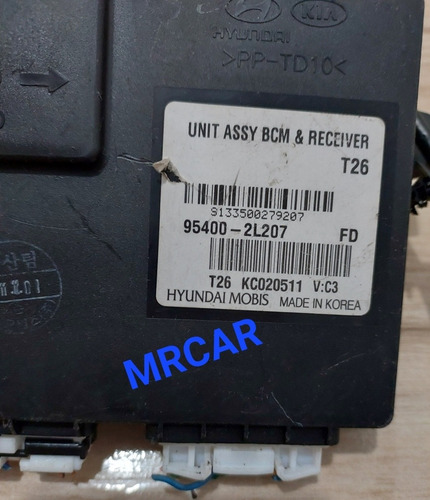 KIA
HYUNDAI
>PP-TD10<
UNIT ASSY BCM & RECEIVER
T26
S133500279207
95400-2L207 FD
T26 KC020511 V:C3
HYUNDAI MOBIS MADE IN KOREA
MRCAR